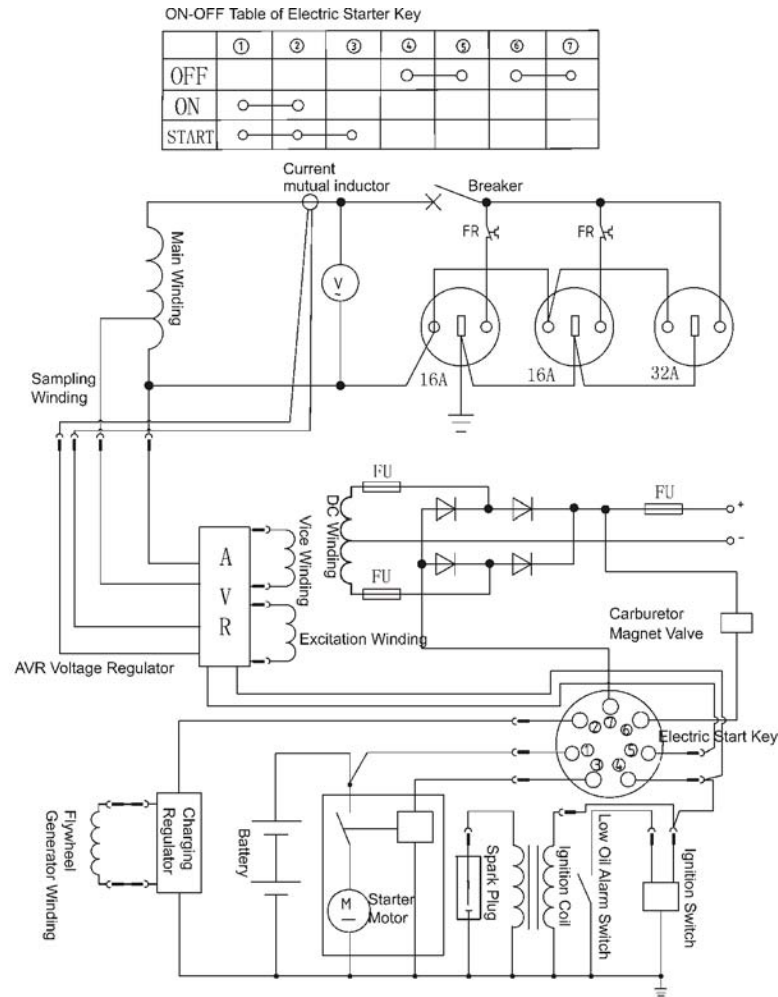 ON-OFF Table of Electric Starter Key
① ② ③ ④ ⑤ ⑥ ⑦
OFF
ON
START
Current
mutual inductor
Breaker
FR
FR
Main Winding
V
~
16A
16A
32A
Sampling
Winding
FU
DC Winding
FU
+
-
Vice Winding
A
V
R
FU
Excitation Winding
Carburetor
Magnet Valve
AVR Voltage Regulator
⑦
②
⑥
Electric Start Key
①
⑤
③
④
Flywheel
Generator Winding
Charging
Regulator
Battery
M
Starter
Motor
Spark Plug
Ignition Coil
Low Oil Alarm Switch
Ignition Switch